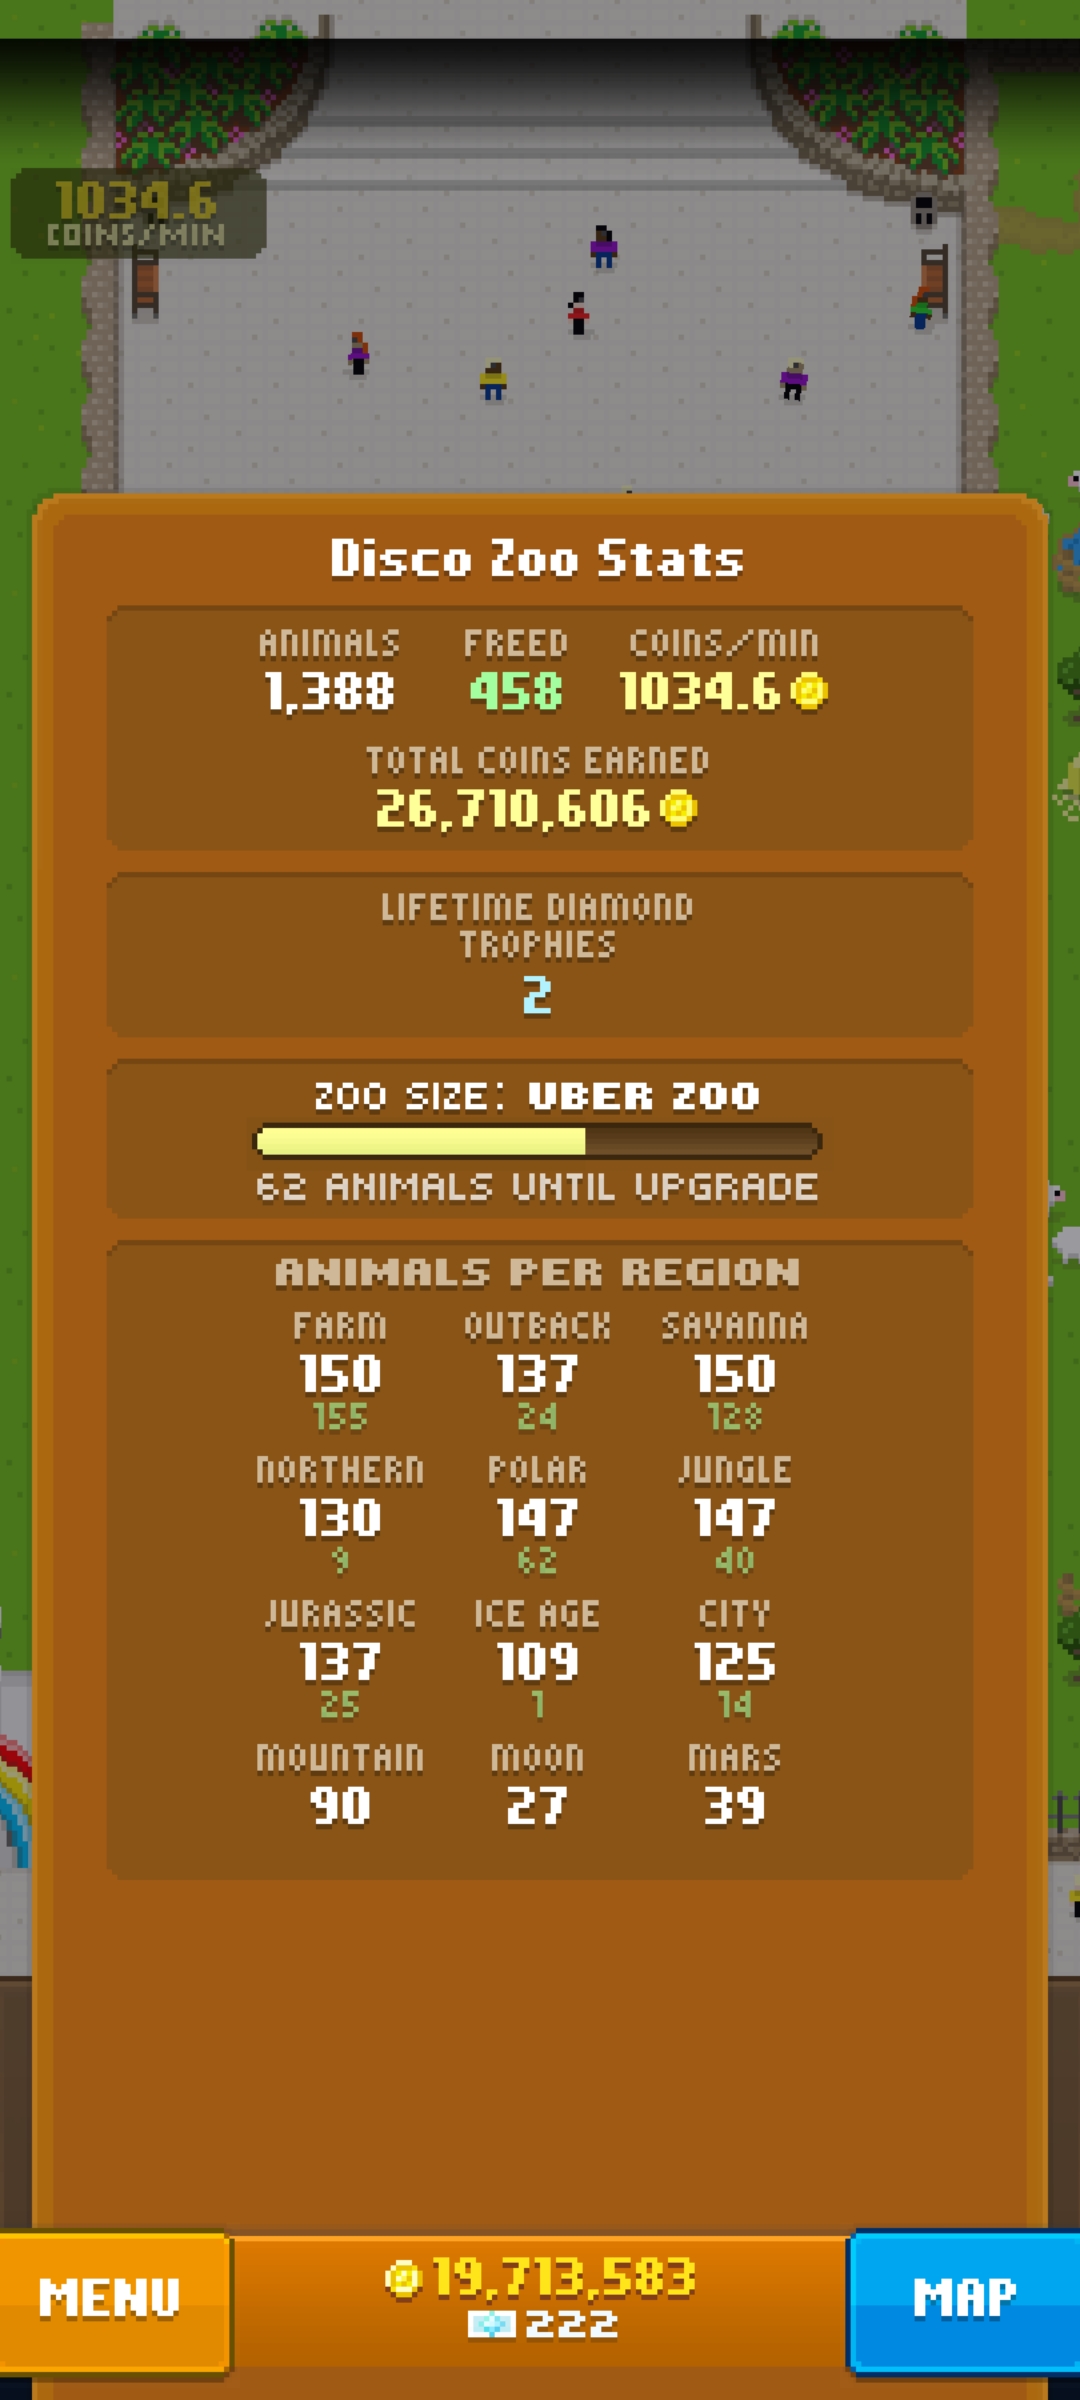 1034.6
COINS/MIN
Disco Zoo Stats
ANIMALS FREED COINS/MIN
1,388 458 1034.6
TOTAL COINS EARNED
26,710,606
LIFETIME DIAMOND
TROPHIES
2
ZOO SIZE: UBER ZOO
62 ANIMALS UNTIL UPGRADE
ANIMALS PER REGION
FARM OUTBACK SAVANNA
150 137 150
155 24 128
NORTHERN POLAR JUNGLE
130 147 147
9 62 40
JURASSIC ICE AGE CITY
137 109 125
25 1 14
MOUNTAIN MOON MARS
90 27 39
MENU
19,713,583
222
MAP